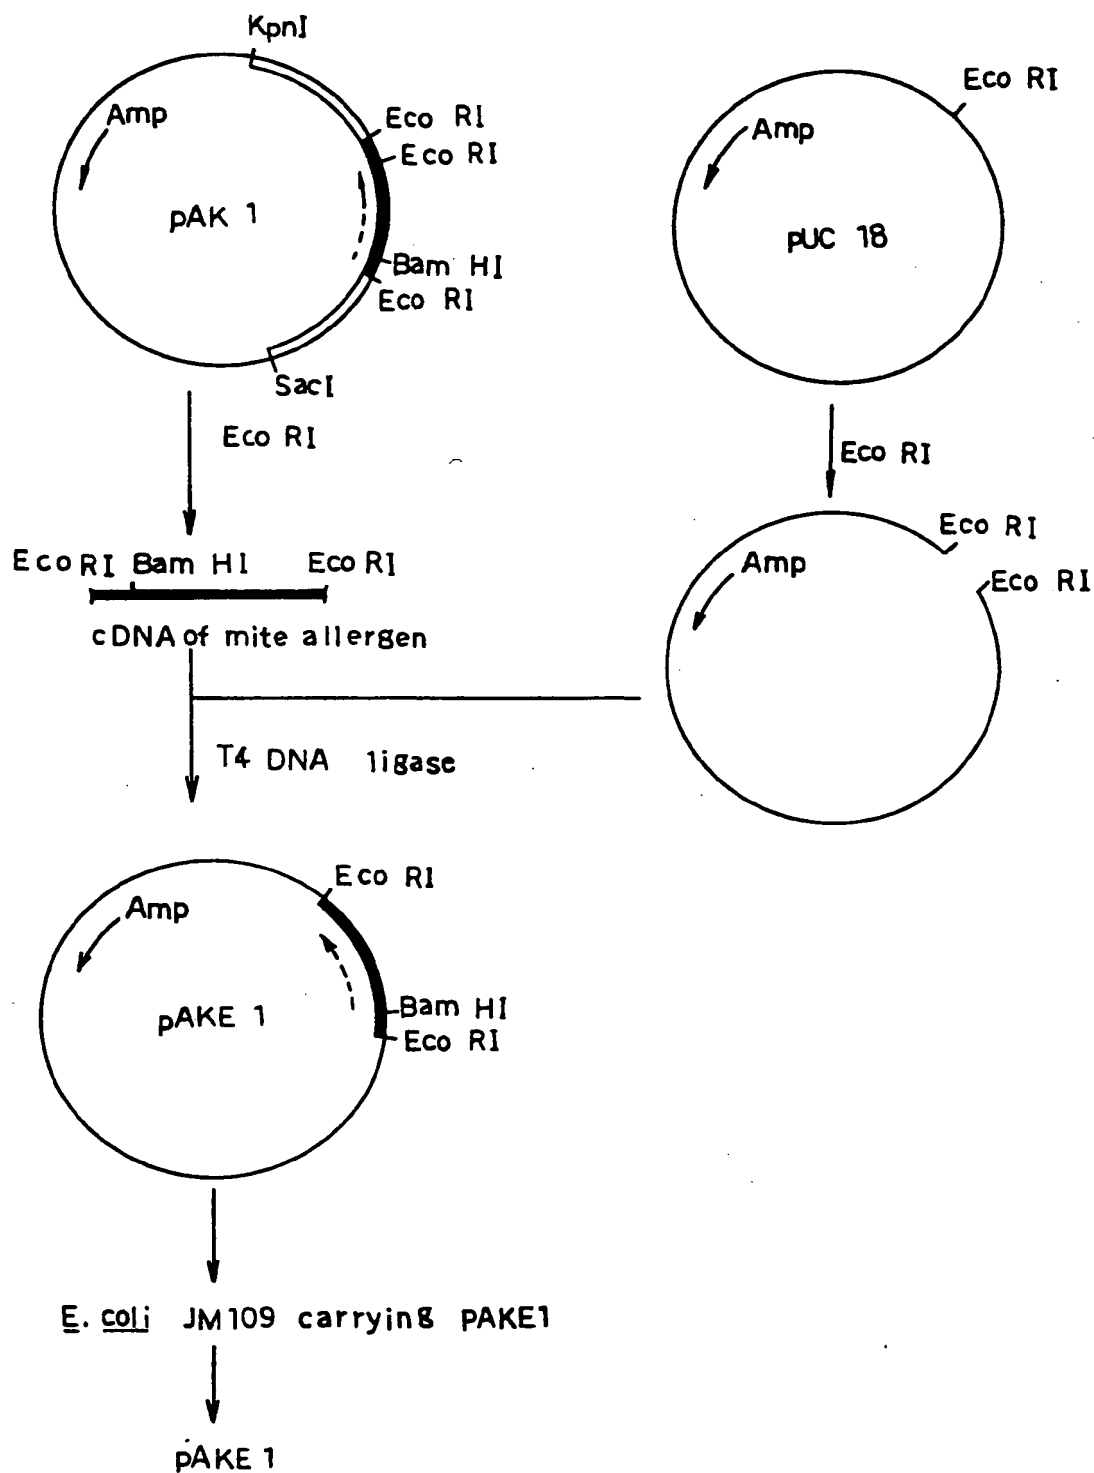 KpnI
Eco RI
Eco RI
Amp
pAK 1
Bam HI
Eco RI
SacI
Eco RI
Eco RI
Amp
pUC 18
Eco RI
Eco RI
Eco RI
Amp
Eco RI Bam HI Eco RI
cDNA of mite allergen
T4 DNA ligase
Eco RI
Amp
pAKE 1
Bam HI
Eco RI
E. coli JM109 carrying pAKE1
pAKE 1